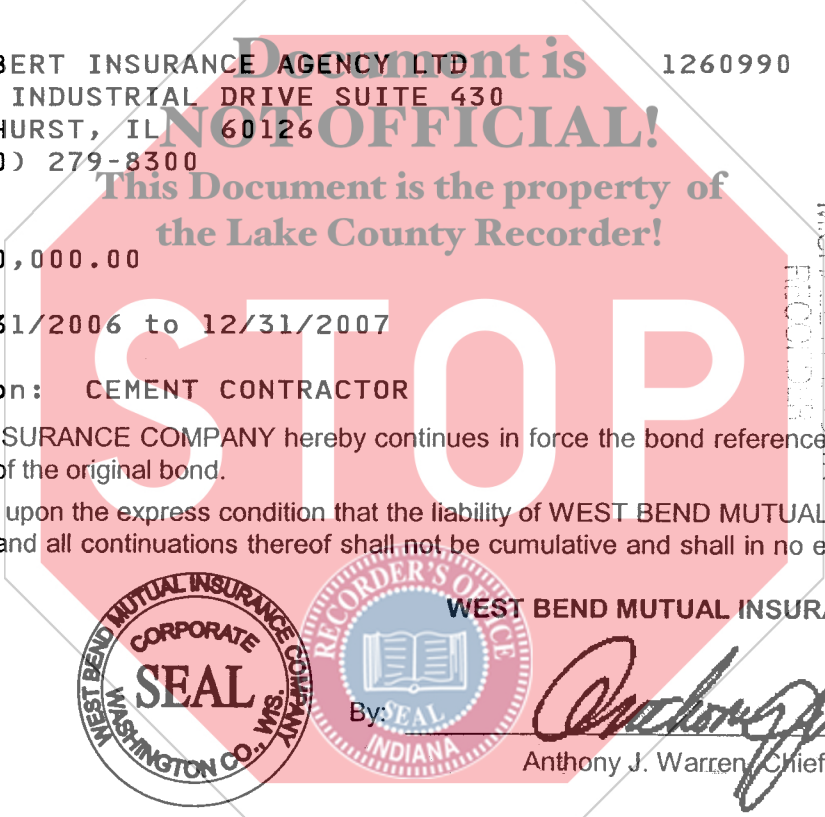 BERT INSURANCE AGENCY LTD 1260990
INDUSTRIAL DRIVE SUITE 430
HURST, IL 60126
0) 279-8300
Document is
NOT OFFICIAL!
This Document is the property of
the Lake County Recorder!
0,000.00
31/2006 to 12/31/2007
on: CEMENT CONTRACTOR
STOP
SURANCE COMPANY hereby continues in force the bond reference
of the original bond.
upon the express condition that the liability of WEST BEND MUTUAL
and all continuations thereof shall not be cumulative and shall in no e
WEST BEND MUTUAL INSURA
WEST BEND MUTUAL INSURANCE COMPANY
CORPORATE
SEAL
WASHINGTON CO., WIS.
RECORDER'S OFFICE
SEAL
INDIANA
By:
Anthony J. Warren, Chief